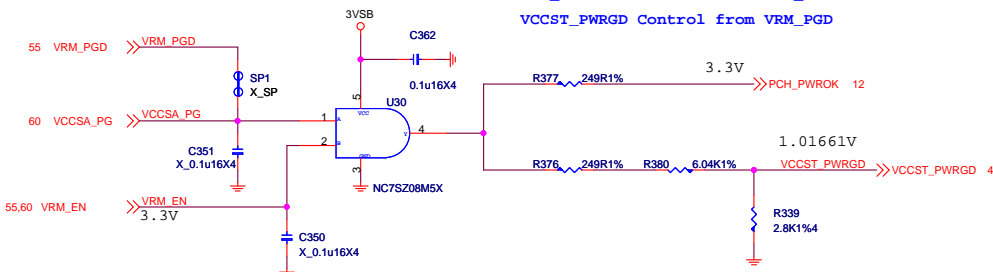 VCCST_PWRGD Control from VRM_PGD
3VSB
C362
0.1u16X4
55 VRM_PGD
VRM_PGD
SP1
X_SP
60 VCCSA_PG
VCCSA_PG
C351
X_0.1u16X4
55,60 VRM_EN
VRM_EN
3.3V
C350
X_0.1u16X4
1
2
5
VCC
U30
A
B
Y
4
GND
3
NC7SZ08M5X
R377
249R1%
3.3V
PCH_PWROK 12
R376
249R1%
R380
6.04K1%
1.01661V
VCCST_PWRGD
VCCST_PWRGD 4
R339
2.8K1%4